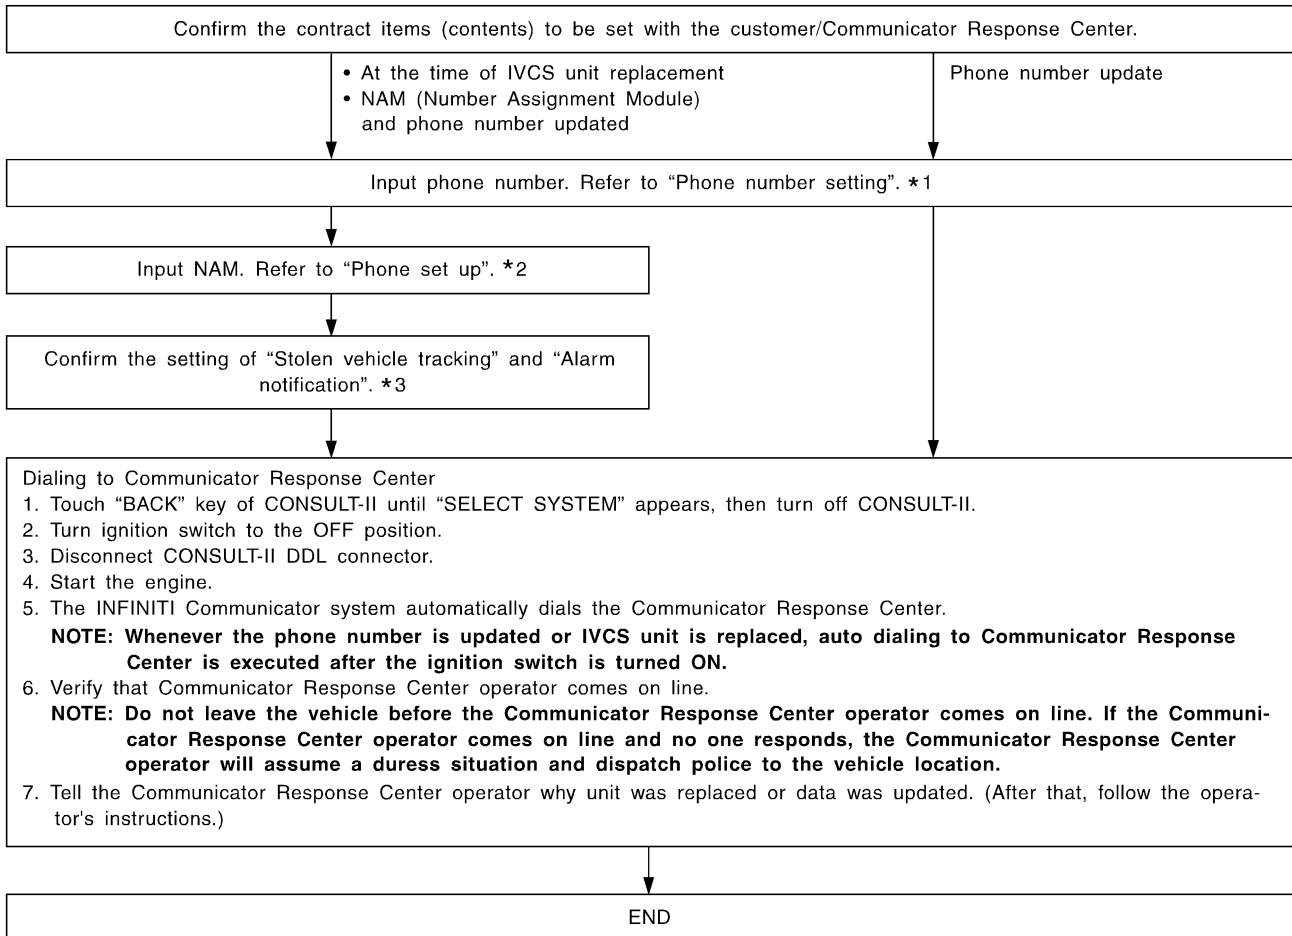 Confirm the contract items (contents) to be set with the customer/Communicator Response Center.
• At the time of IVCS unit replacement
• NAM (Number Assignment Module)
and phone number updated
Phone number update
Input phone number. Refer to “Phone number setting”. *1
Input NAM. Refer to “Phone set up”. *2
Confirm the setting of “Stolen vehicle tracking” and “Alarm
notification”. *3
Dialing to Communicator Response Center
1. Touch “BACK” key of CONSULT-II until “SELECT SYSTEM” appears, then turn off CONSULT-II.
2. Turn ignition switch to the OFF position.
3. Disconnect CONSULT-II DDL connector.
4. Start the engine.
5. The INFINITI Communicator system automatically dials the Communicator Response Center.
NOTE: Whenever the phone number is updated or IVCS unit is replaced, auto dialing to Communicator Response
Center is executed after the ignition switch is turned ON.
6. Verify that Communicator Response Center operator comes on line.
NOTE: Do not leave the vehicle before the Communicator Response Center operator comes on line. If the Communi-
cator Response Center operator comes on line and no one responds, the Communicator Response Center
operator will assume a duress situation and dispatch police to the vehicle location.
7. Tell the Communicator Response Center operator why unit was replaced or data was updated. (After that, follow the opera-
tor's instructions.)
END